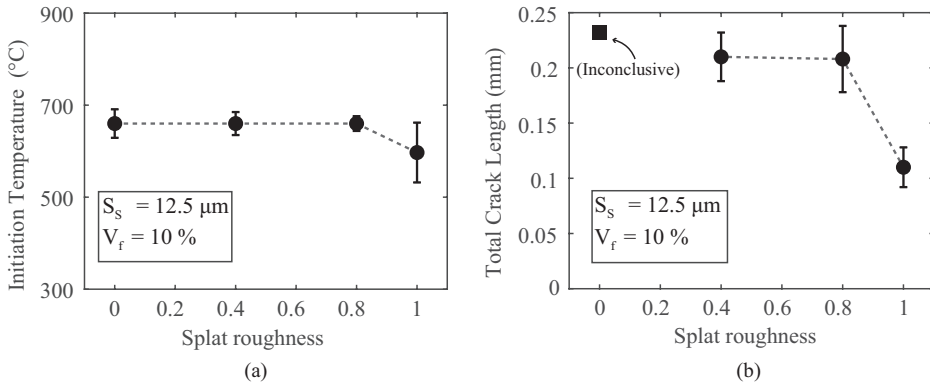 900
700
500
300
Initiation Temperature (°C)
S_S = 12.5 μm
V_f = 10 %
0 0.2 0.4 0.6 0.8 1
Splat roughness
(a)
0.25
0.2
0.15
0.1
0.05
0
Total Crack Length (mm)
(Inconclusive)
S_S = 12.5 μm
V_f = 10 %
0 0.2 0.4 0.6 0.8 1
Splat roughness
(b)